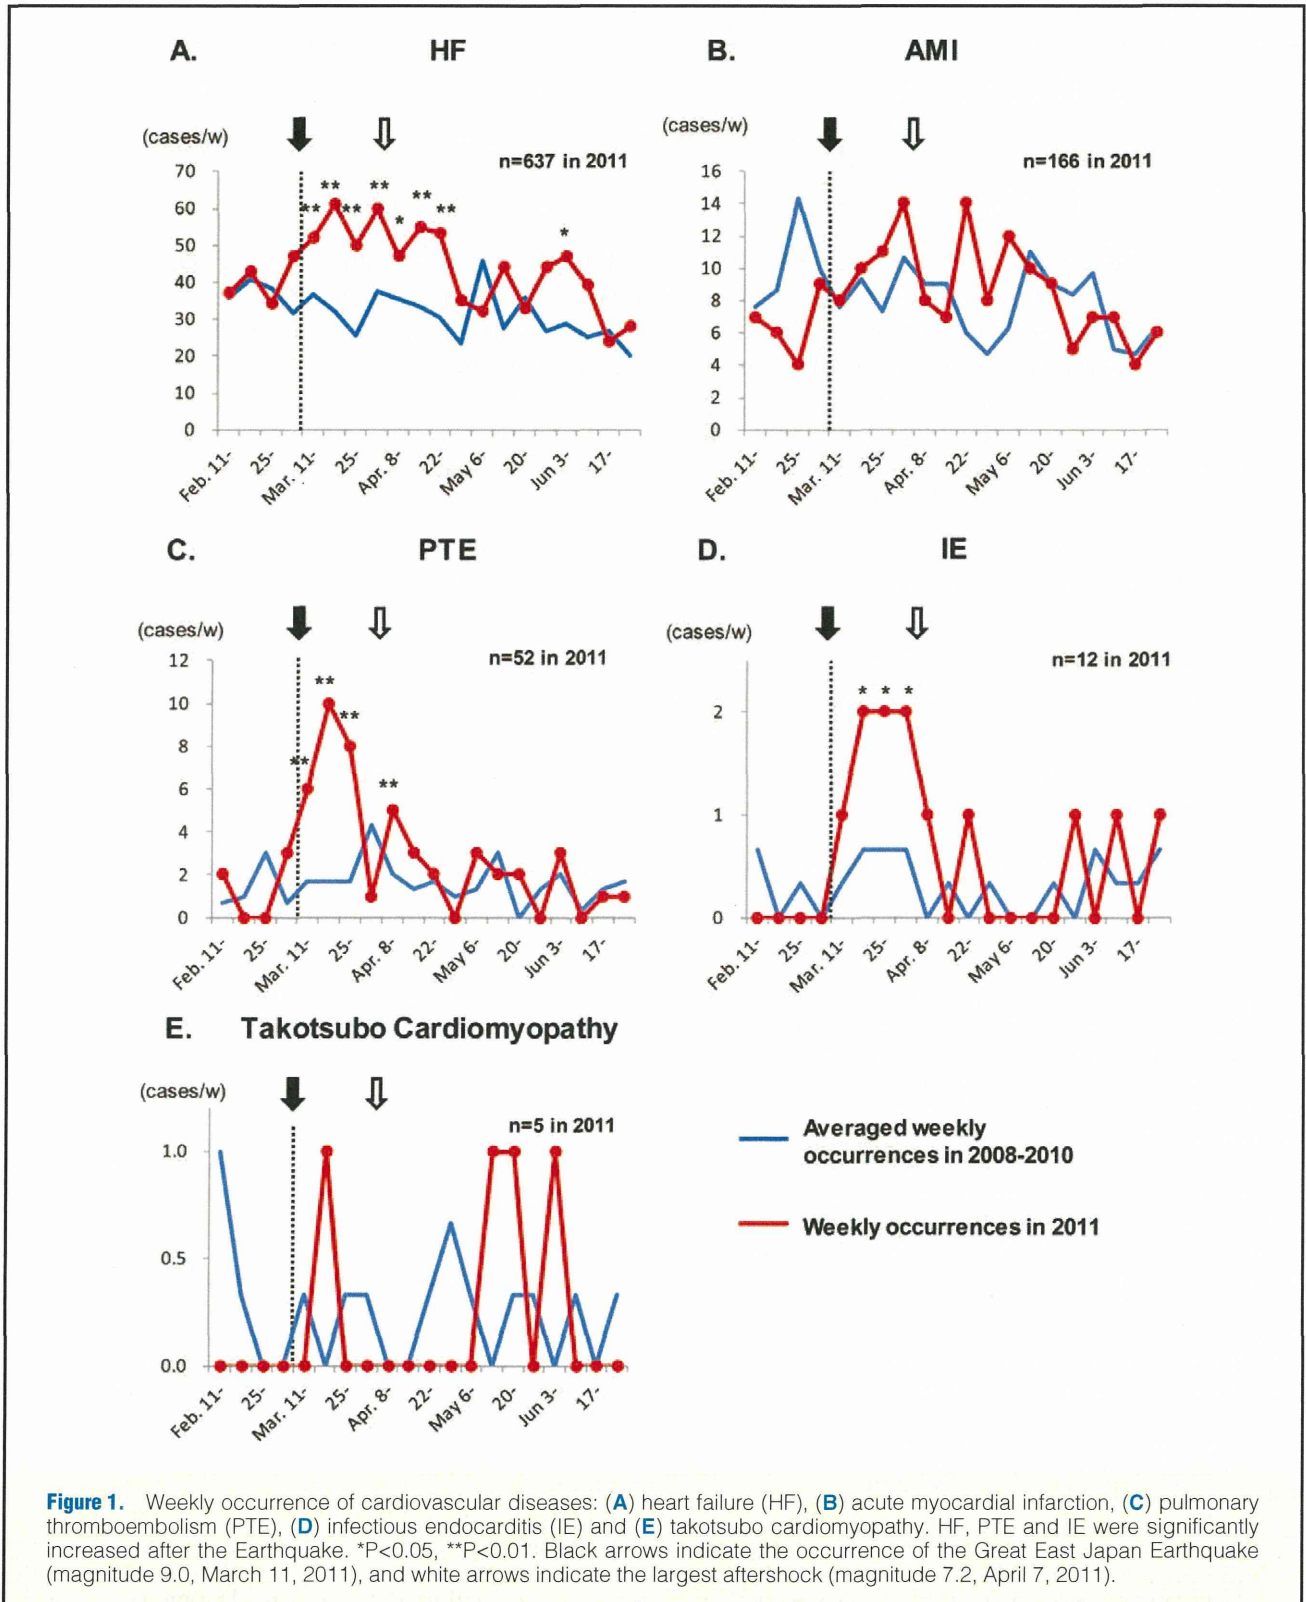 A. HF
(cases/w)
n=637 in 2011
70
60
50
40
30
20
10
0
** ** ** ** * ** ** *
Feb. 11- 25- Mar. 11- 25- Apr. 8- 22- May 6- 20- Jun 3- 17-
B. AMI
(cases/w)
n=166 in 2011
16
14
12
10
8
6
4
2
0
Feb. 11- 25- Mar. 11- 25- Apr. 8- 22- May 6- 20- Jun 3- 17-
C. PTE
(cases/w)
n=52 in 2011
12
10
8
6
4
2
0
** ** ** **
Feb. 11- 25- Mar. 11- 25- Apr. 8- 22- May 6- 20- Jun 3- 17-
D. IE
(cases/w)
n=12 in 2011
2
1
0
* * *
Feb. 11- 25- Mar. 11- 25- Apr. 8- 22- May 6- 20- Jun 3- 17-
E. Takotsubo Cardiomyopathy
(cases/w)
n=5 in 2011
1.0
0.5
0.0
Feb. 11- 25- Mar. 11- 25- Apr. 8- 22- May 6- 20- Jun 3- 17-
Averaged weekly
occurrences in 2008-2010
Weekly occurrences in 2011
Figure 1. Weekly occurrence of cardiovascular diseases: (A) heart failure (HF), (B) acute myocardial infarction, (C) pulmonary
thromboembolism (PTE), (D) infectious endocarditis (IE) and (E) takotsubo cardiomyopathy. HF, PTE and IE were significantly
increased after the Earthquake. *P<0.05, **P<0.01. Black arrows indicate the occurrence of the Great East Japan Earthquake
(magnitude 9.0, March 11, 2011), and white arrows indicate the largest aftershock (magnitude 7.2, April 7, 2011).